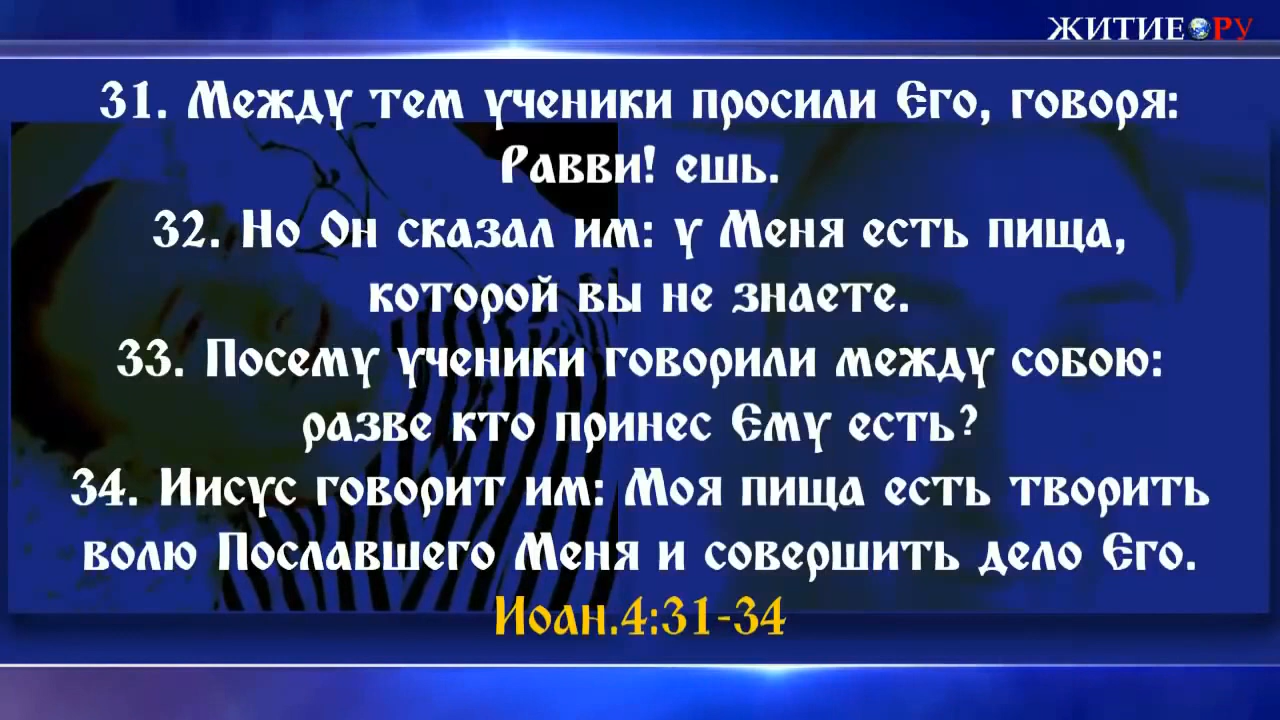 ЖИТИЕ РУ
31. Между тем ученики просили Его, говоря:
Равви! ешь.
32. Но Он сказал им: у Меня есть пища,
которой вы не знаете.
33. Посему ученики говорили между собою:
разве кто принес Ему есть?
34. Иисус говорит им: Моя пища есть творить
волю Пославшего Меня и совершить дело Его.
Иоан.4:31-34